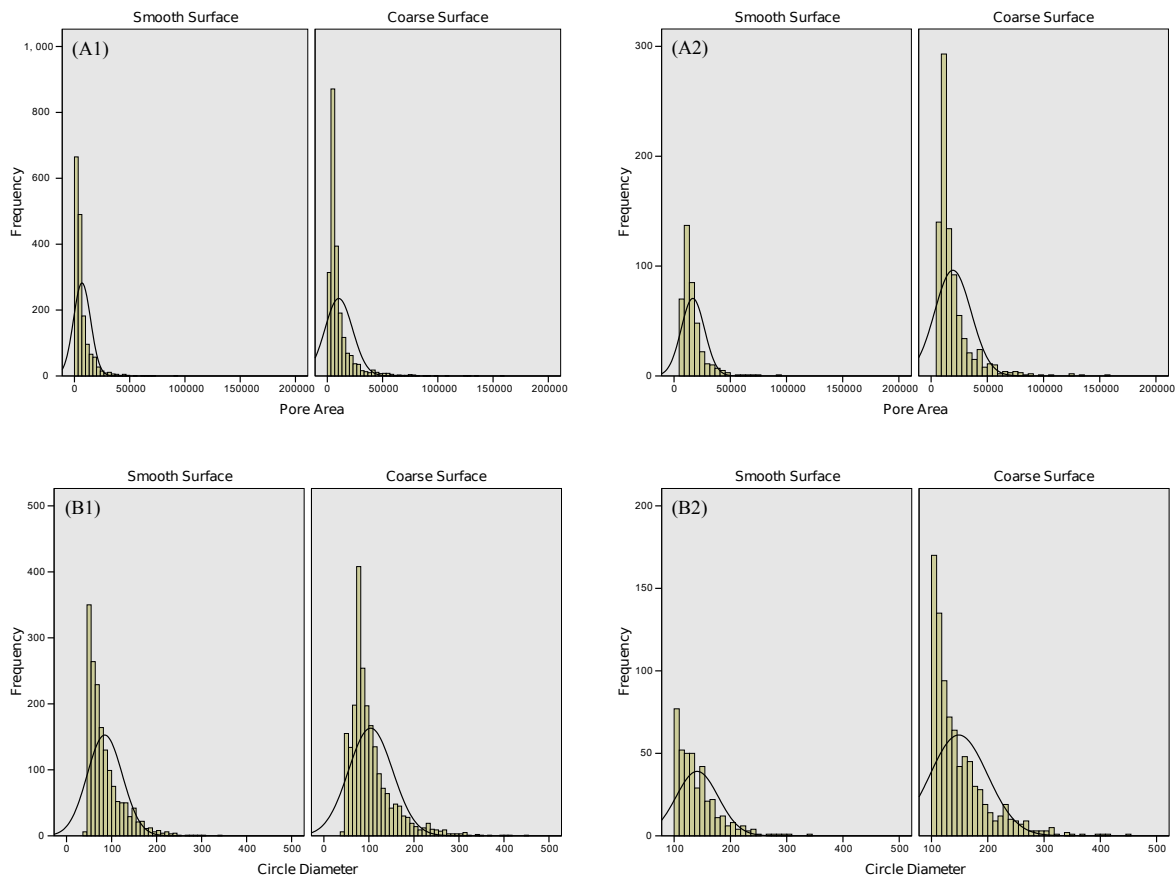 Smooth Surface Coarse Surface
(A1)
1,000
800
600
400
200
0
Frequency
0 50000 100000 150000 200000 0 50000 100000 150000 200000
Pore Area
Smooth Surface Coarse Surface
(A2)
300
200
100
0
Frequency
0 50000 100000 150000 200000 0 50000 100000 150000 200000
Pore Area
Smooth Surface Coarse Surface
(B1)
500
400
300
200
100
0
Frequency
0 100 200 300 400 500 0 100 200 300 400 500
Circle Diameter
Smooth Surface Coarse Surface
(B2)
200
150
100
50
0
Frequency
100 200 300 400 500 100 200 300 400 500
Circle Diameter